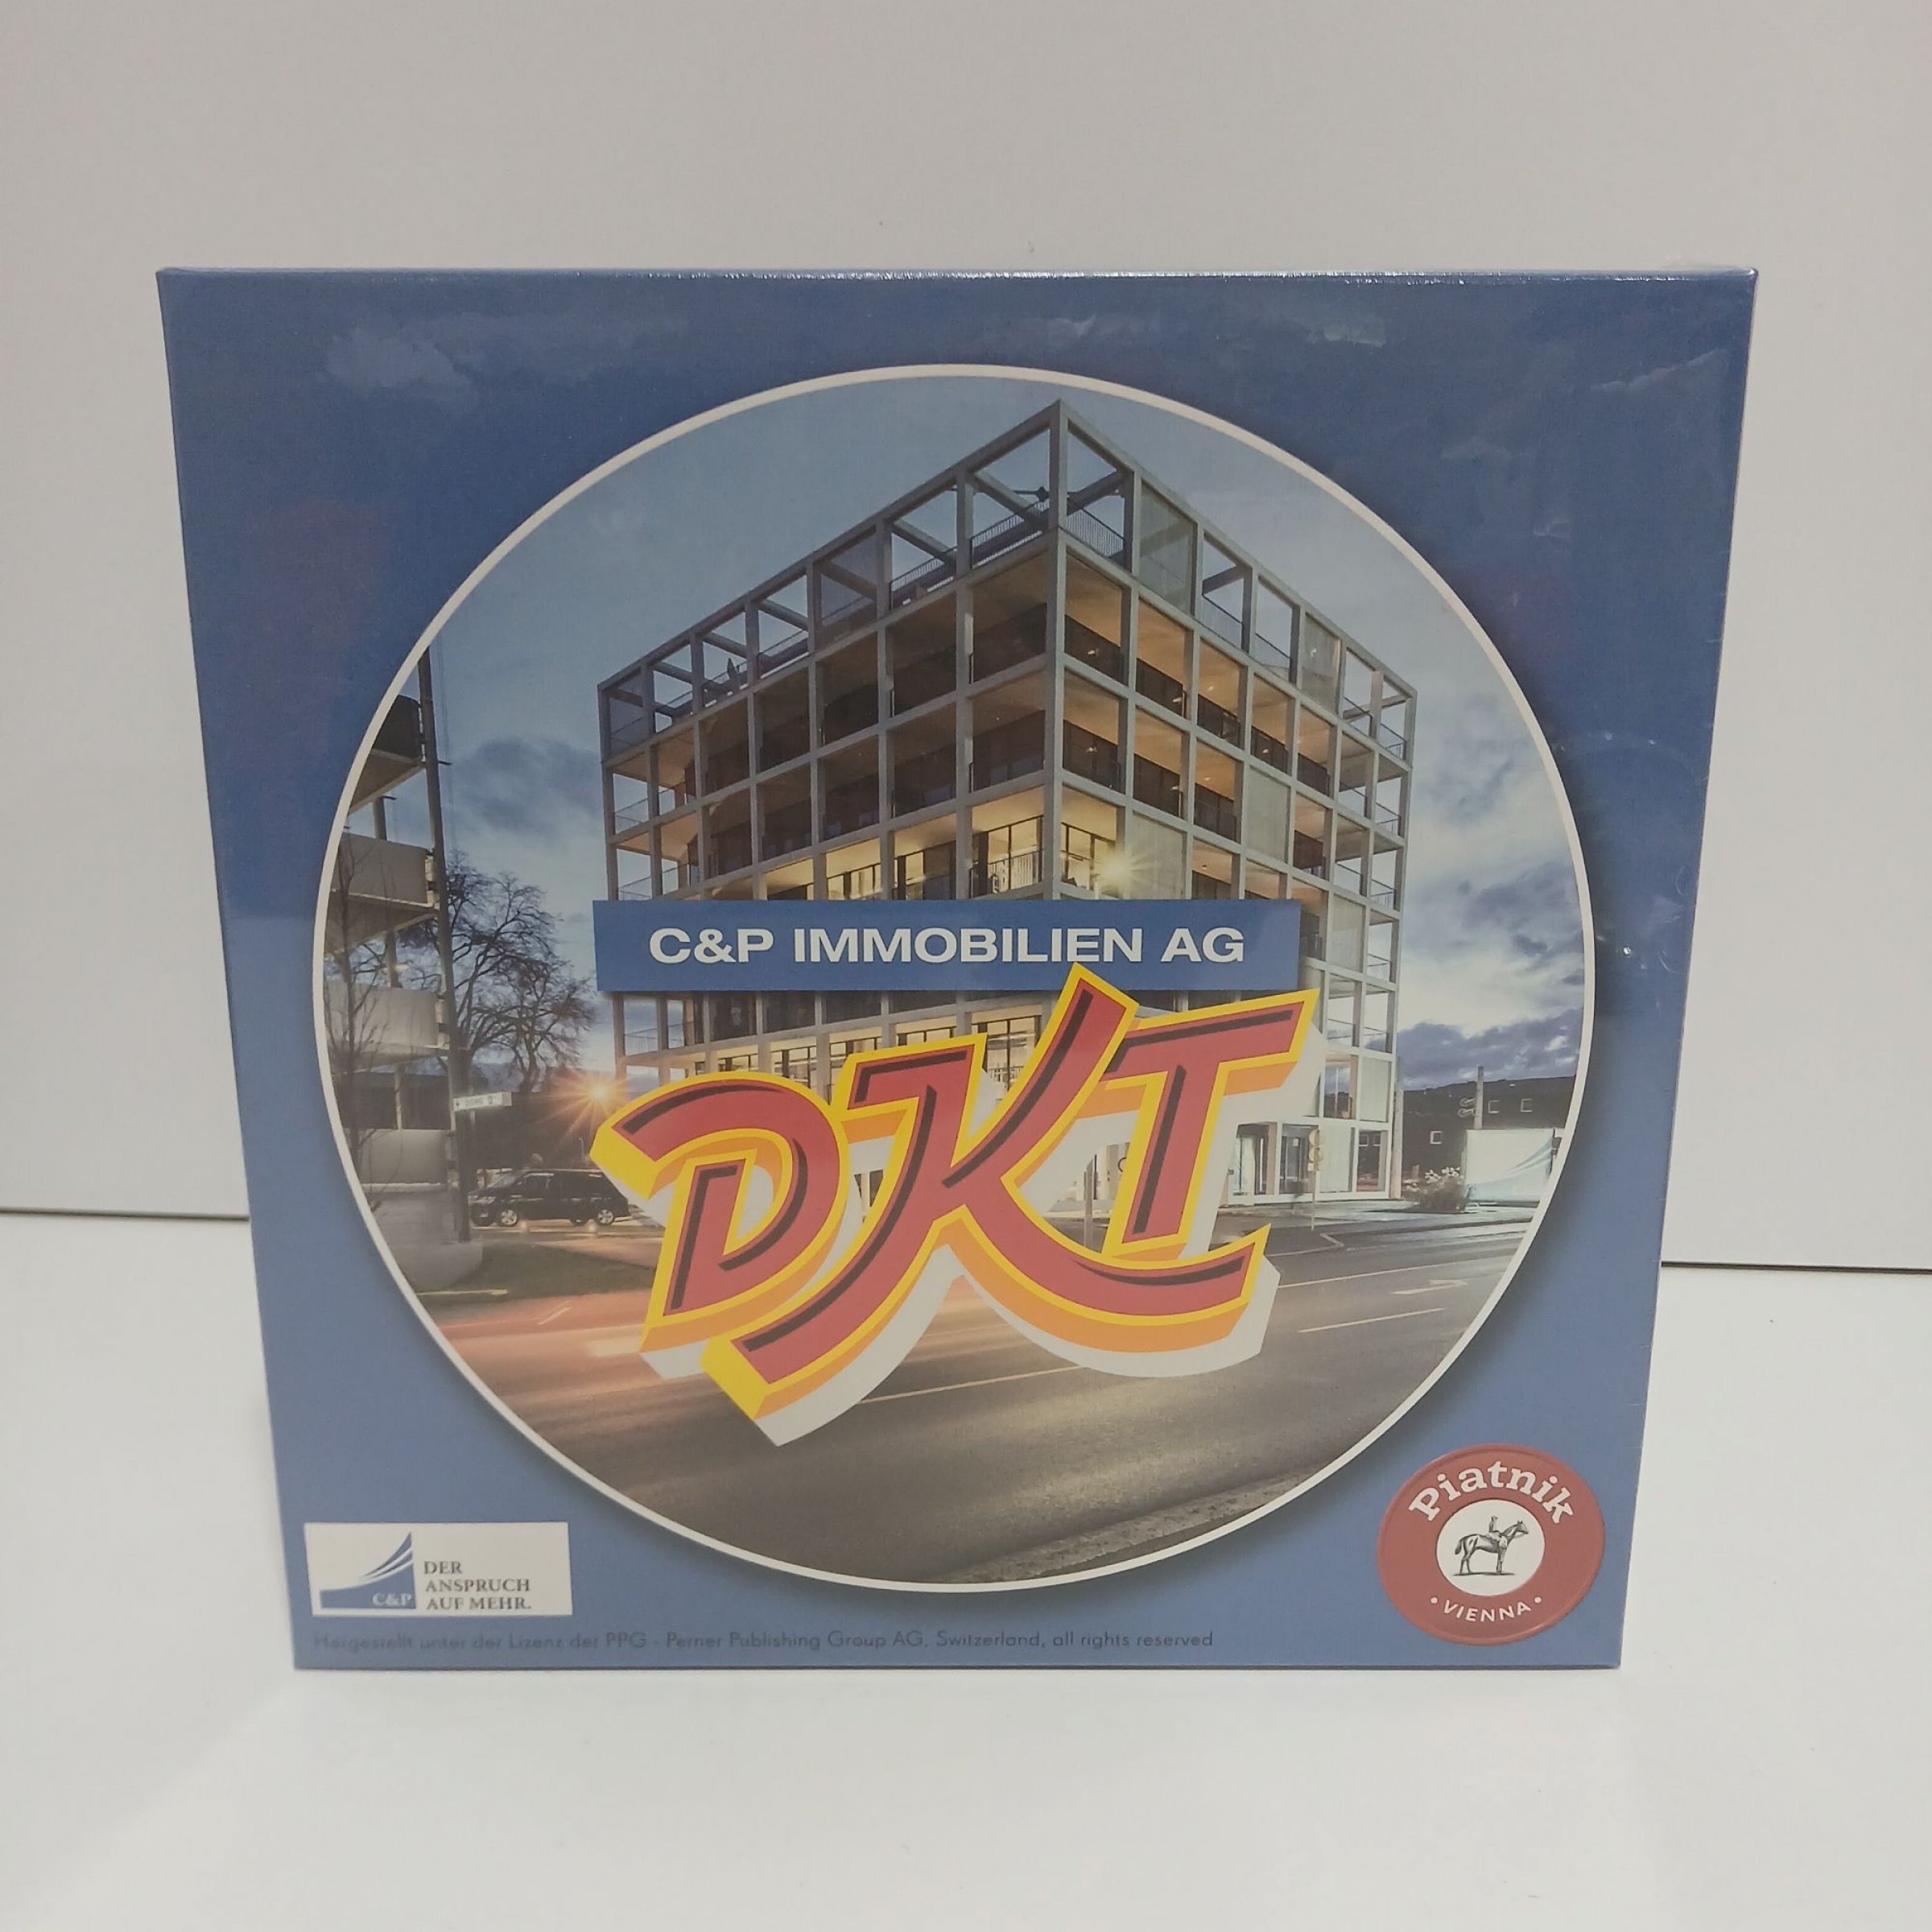 C&P IMMOBILIEN AG
DKT
Piatnik
• VIENNA •
C&P
DER
ANSPRUCH
AUF MEHR.
Hergestellt unter der Lizenz der PPG - Perner Publishing Group AG, Switzerland, all rights reserved